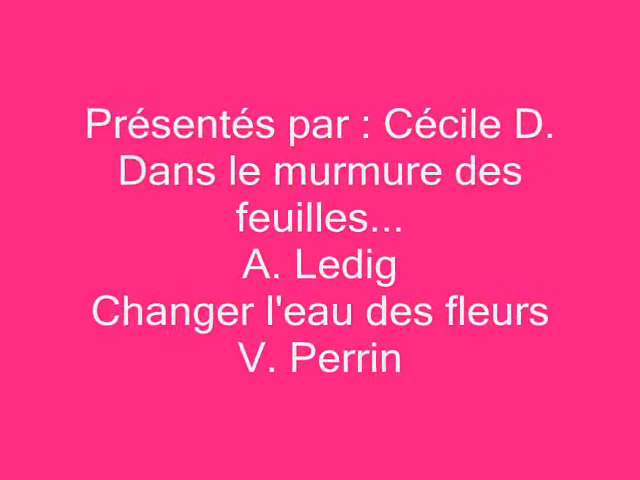 Présentés par : Cécile D.
Dans le murmure des
feuilles...
A. Ledig
Changer l'eau des fleurs
V. Perrin